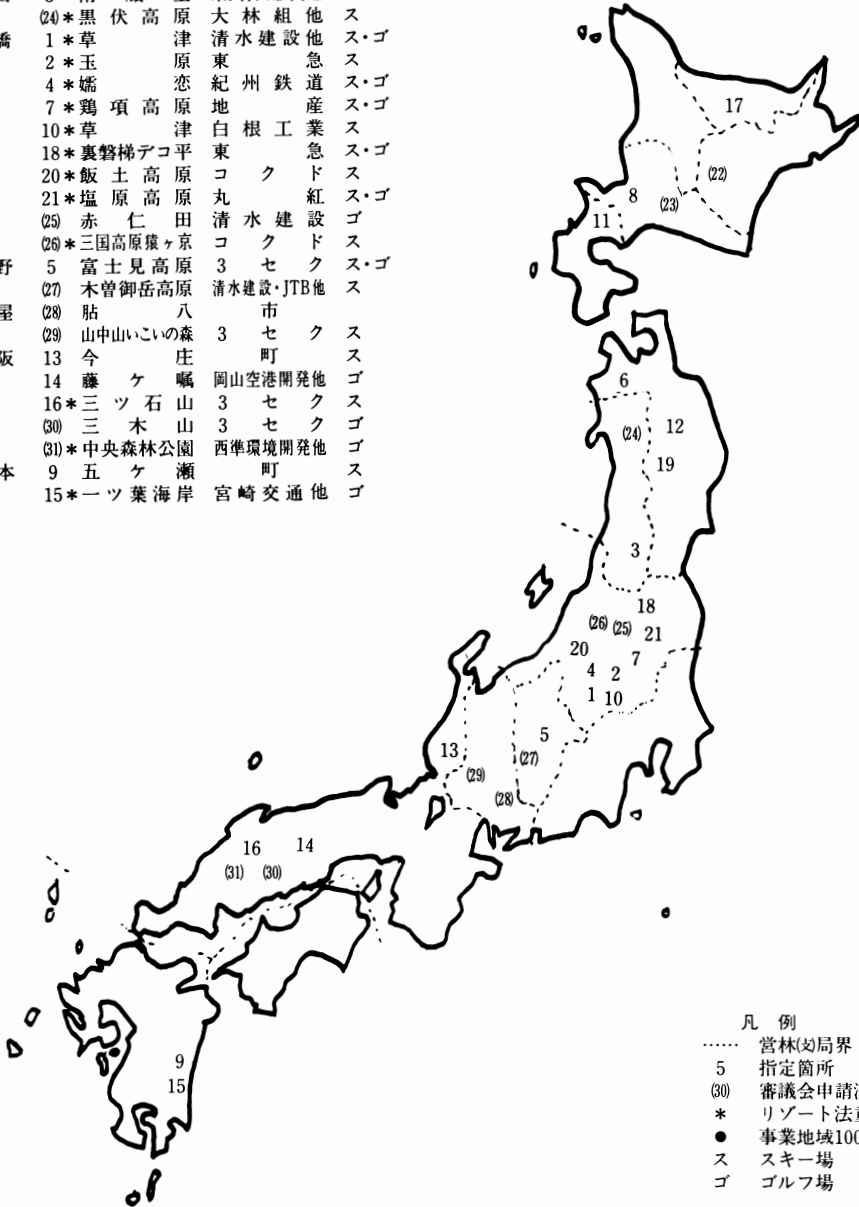 (24)*黒伏高原 大林組他 ス
橋 1*草津 清水建設他 ス・ゴ
2*玉原 東急 ス
4*嬬恋 紀州鉄道 ス・ゴ
7*鶏項高原 地産 ス・ゴ
10*草津 白根工業 ス
18*裏磐梯デコ平 東急 ス・ゴ
20*飯土高原 コクド ス
21*塩原高原 丸紅 ス・ゴ
(25) 赤仁田 清水建設 ゴ
(26)*三国高原猿ヶ京 コクド ス
野 5 富士見高原 3セク ス・ゴ
(27) 木曽御岳高原 清水建設・JTB他 ス
屋 (28) 胋八市
(29) 山中山いこいの森 3セク ス
阪 13 今庄町 ス
14 藤ケ嘱 岡山空港開発他 ゴ
16*三ツ石山 3セク ス
(30) 三木山 3セク ゴ
(31)*中央森林公園 西準環境開発他 ゴ
本 9 五ケ瀬町 ス
15*一ツ葉海岸 宮崎交通他 ゴ
17
(22)
8
(23)
11
6
(24)
12
19
3
18
(26)
(25)
21
20
7
4
2
1
10
5
13
(27)
(29)
(28)
16
14
(31)
(30)
9
15
凡例
…… 営林(支)局界
5 指定箇所
(30) 審議会申請
* リゾート法
● 事業地域100
ス スキー場
ゴ ゴルフ場